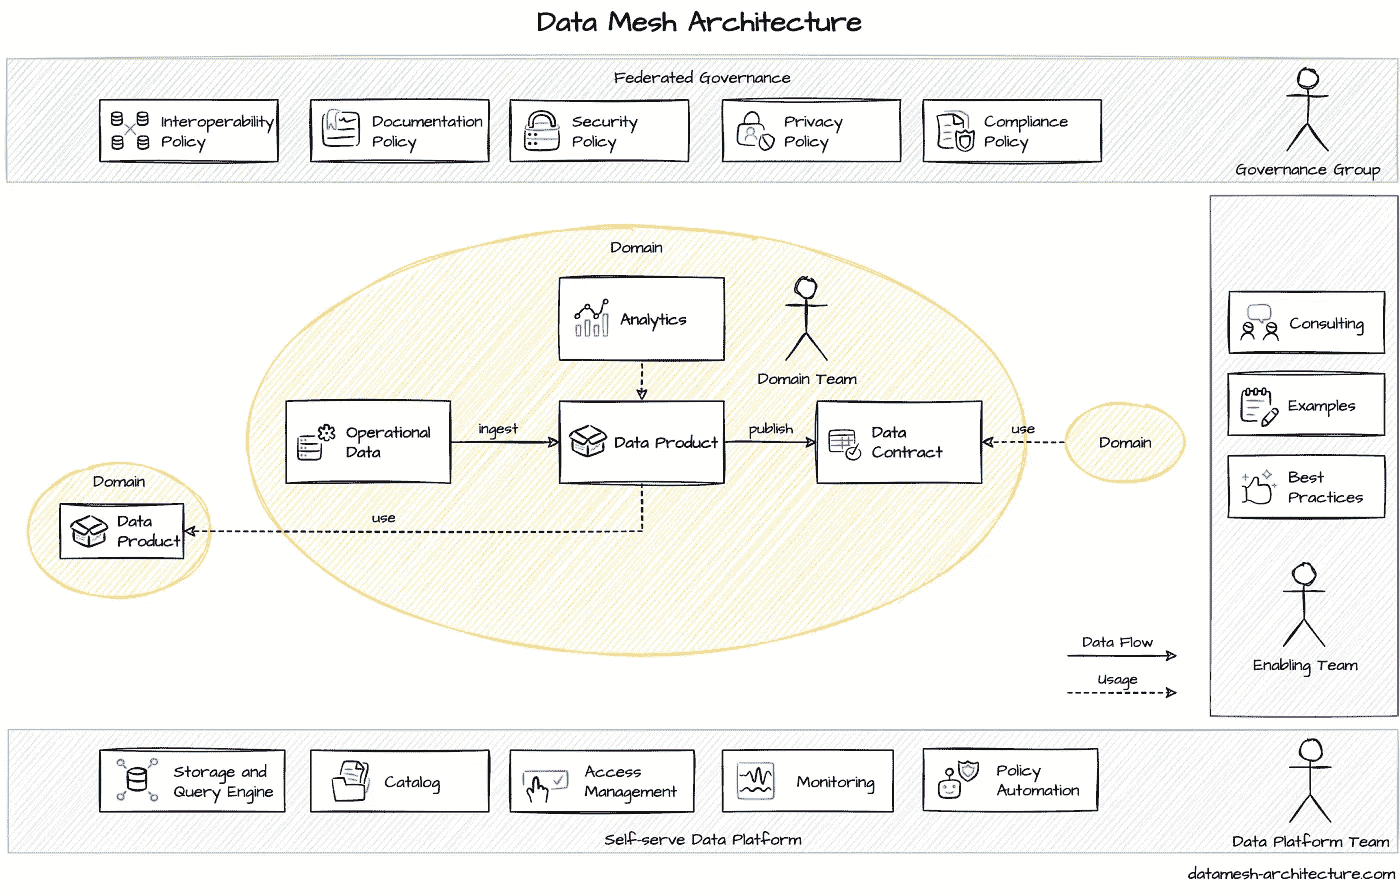 Data Mesh Architecture
Federated Governance
Interoperability
Policy
Documentation
Policy
Security
Policy
Privacy
Policy
Compliance
Policy
Governance Group
Domain
Analytics
Domain Team
Operational
Data
ingest
Data Product
publish
Data
Contract
use
Domain
Domain
Data
Product
use
Consulting
Examples
Best
Practices
Enabling Team
Data Flow
Usage
Storage and
Query Engine
Catalog
Access
Management
Monitoring
Policy
Automation
Self-serve Data Platform
Data Platform Team
datamesh-architecture.com